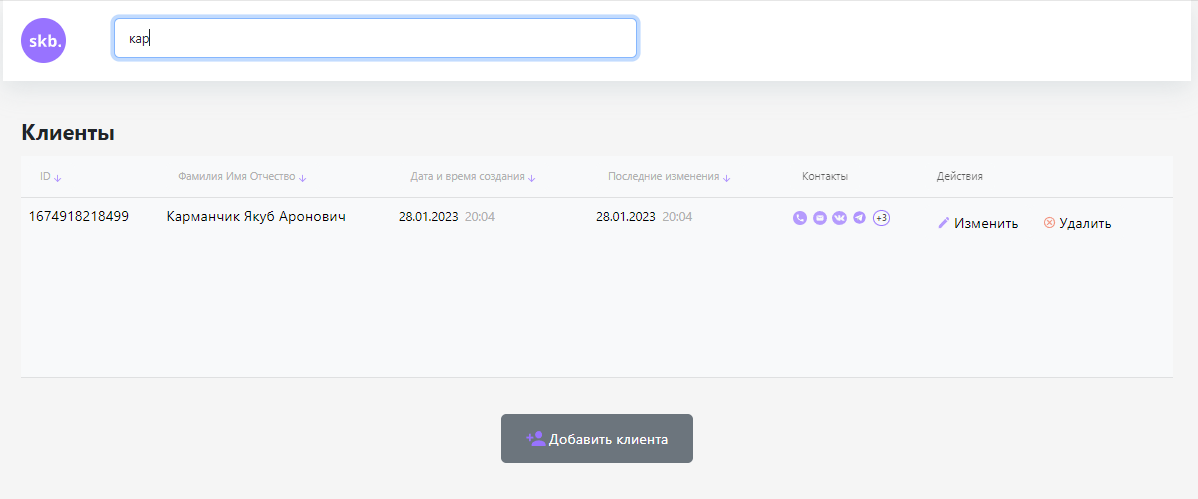 skb.
кар
Клиенты
ID Фамилия Имя Отчество Дата и время создания Последние изменения Контакты Действия
1674918218499 Карманчик Якуб Аронович 28.01.2023 20:04 28.01.2023 20:04 +3 Изменить Удалить
Добавить клиента